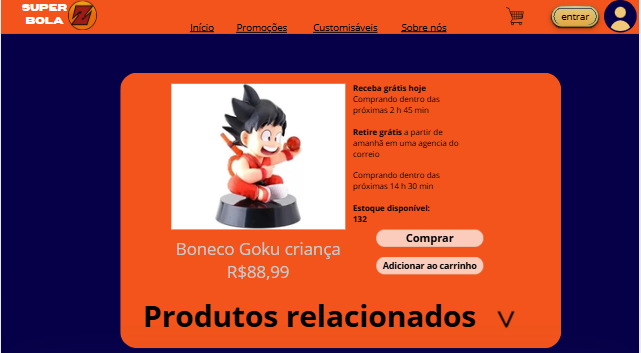 SUPER
BOLA Z
Início Promoções Customisáveis Sobre nós
entrar
Receba grátis hoje
Comprando dentro das
próximas 2 h 45 min
Retire grátis a partir de
amanhã em uma agencia do
correio
Comprando dentro das
próximas 14 h 30 min
Estoque disponível:
132
Comprar
Adicionar ao carrinho
Boneco Goku criança
R$88,99
Produtos relacionados